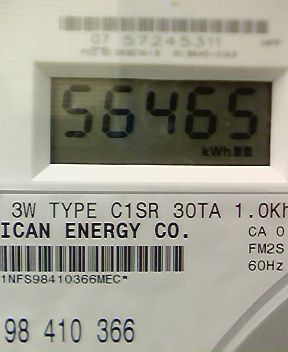 07 57245311
56465
kWh
3W TYPE C1SR 30TA 1.0Kh
ICAN ENERGY CO.
CA 0
FM2S
60Hz
1NFS98410366MEC*
98 410 366